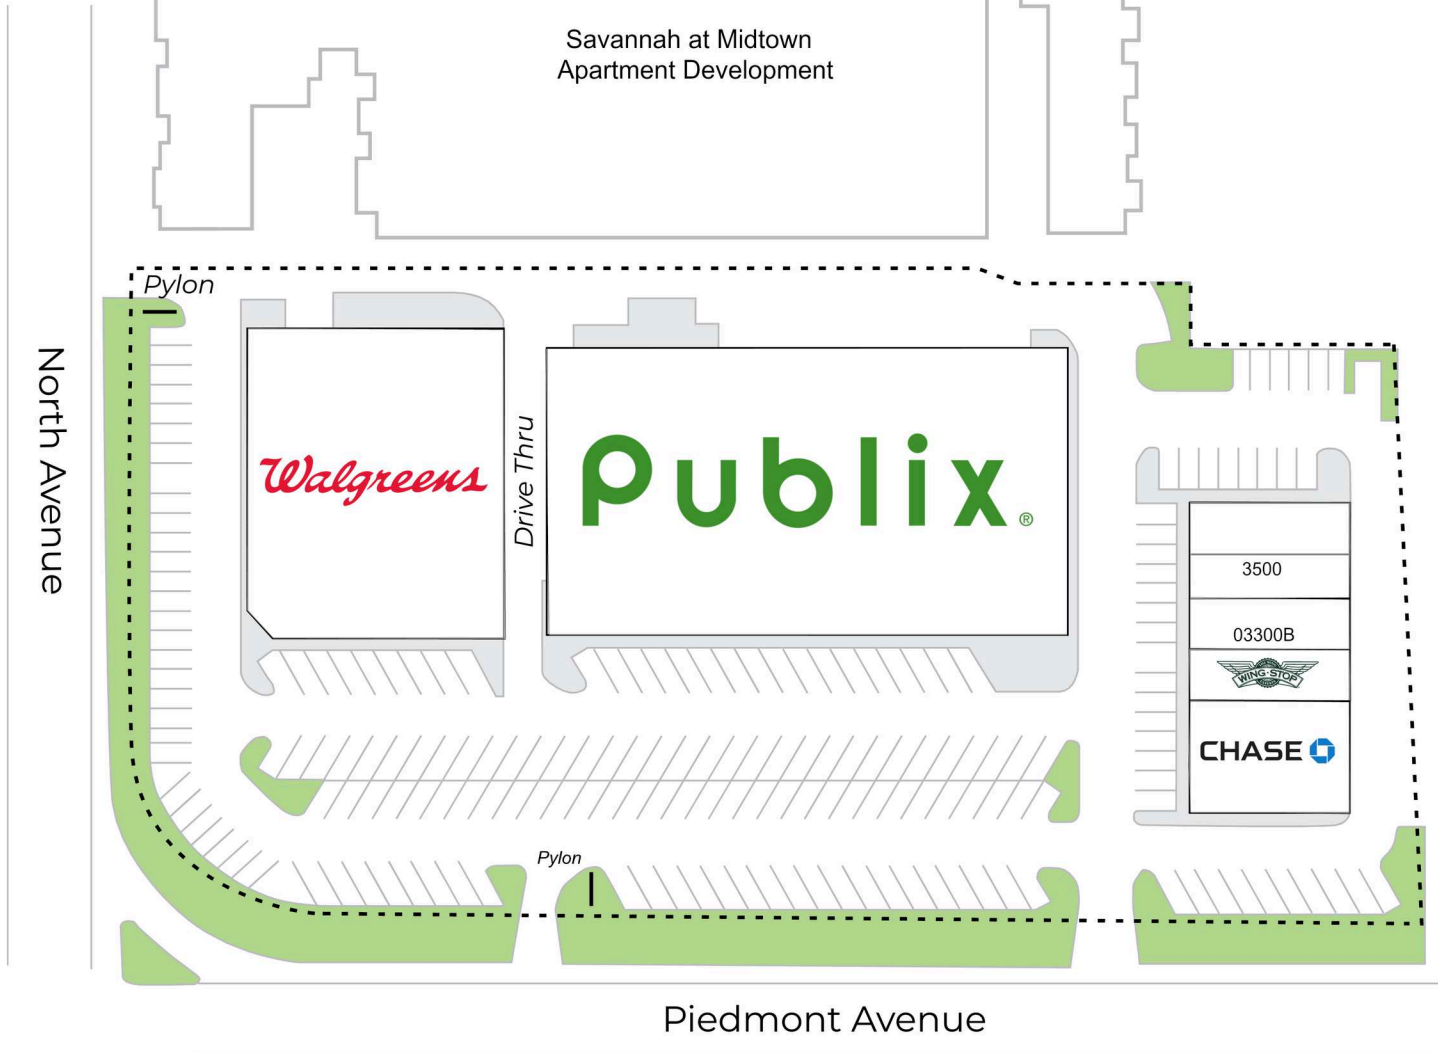 Savannah at Midtown
Apartment Development
Pylon
North Avenue
Walgreens
Drive Thru
Publix®
3500
03300B
WING·STOP
CHASE
Pylon
Piedmont Avenue